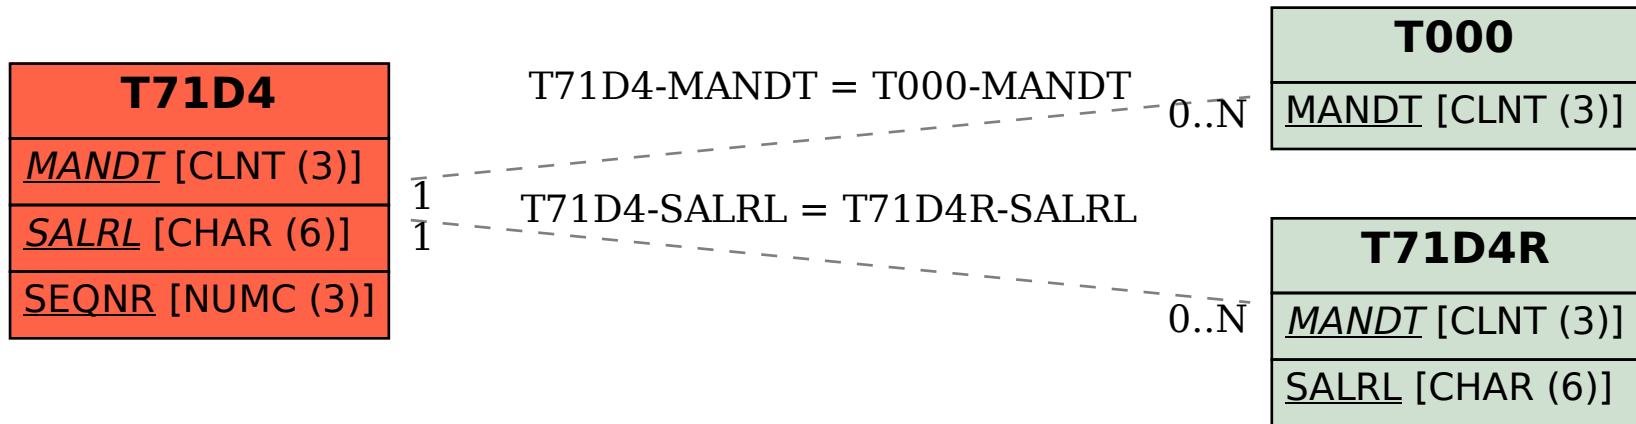 T71D4
MANDT [CLNT (3)]
SALRL [CHAR (6)]
SEQNR [NUMC (3)]
T71D4-MANDT = T000-MANDT
0..N
1
T71D4-SALRL = T71D4R-SALRL
1
0..N
T000
MANDT [CLNT (3)]
T71D4R
MANDT [CLNT (3)]
SALRL [CHAR (6)]